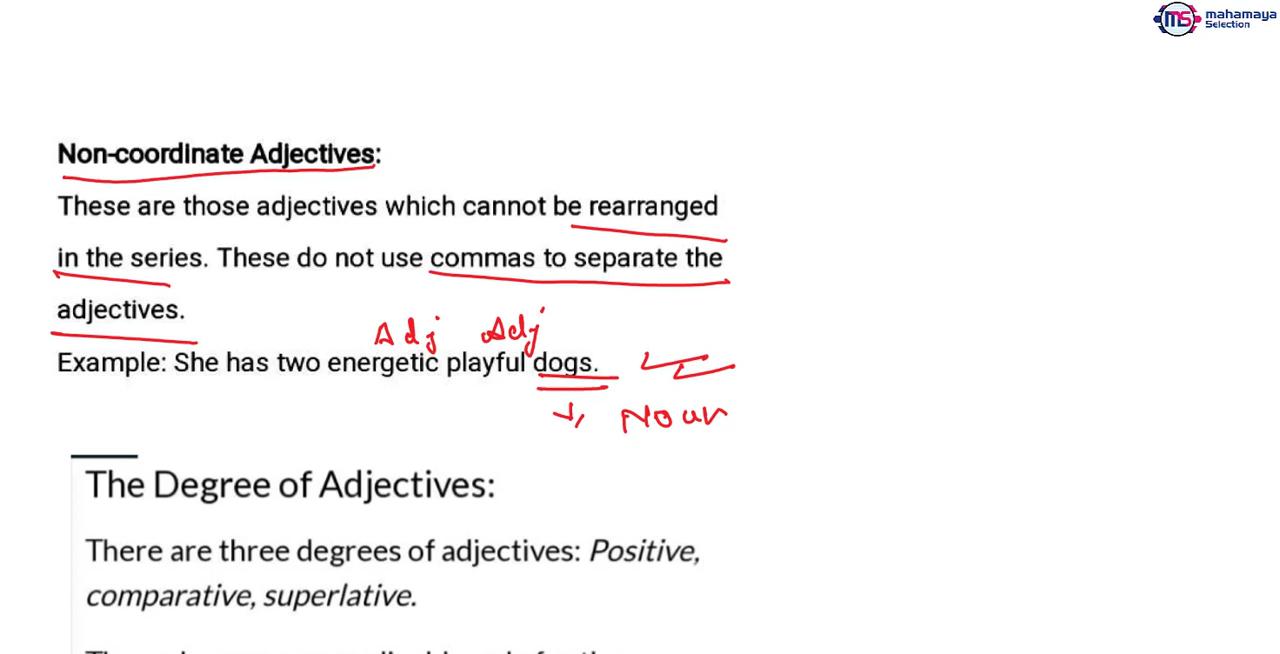 mahamaya
Selection
Non-coordinate Adjectives:
These are those adjectives which cannot be rearranged
in the series. These do not use commas to separate the
adjectives.
Adj Adj
Example: She has two energetic playful dogs.
Noun
The Degree of Adjectives:
There are three degrees of adjectives: Positive,
comparative, superlative.